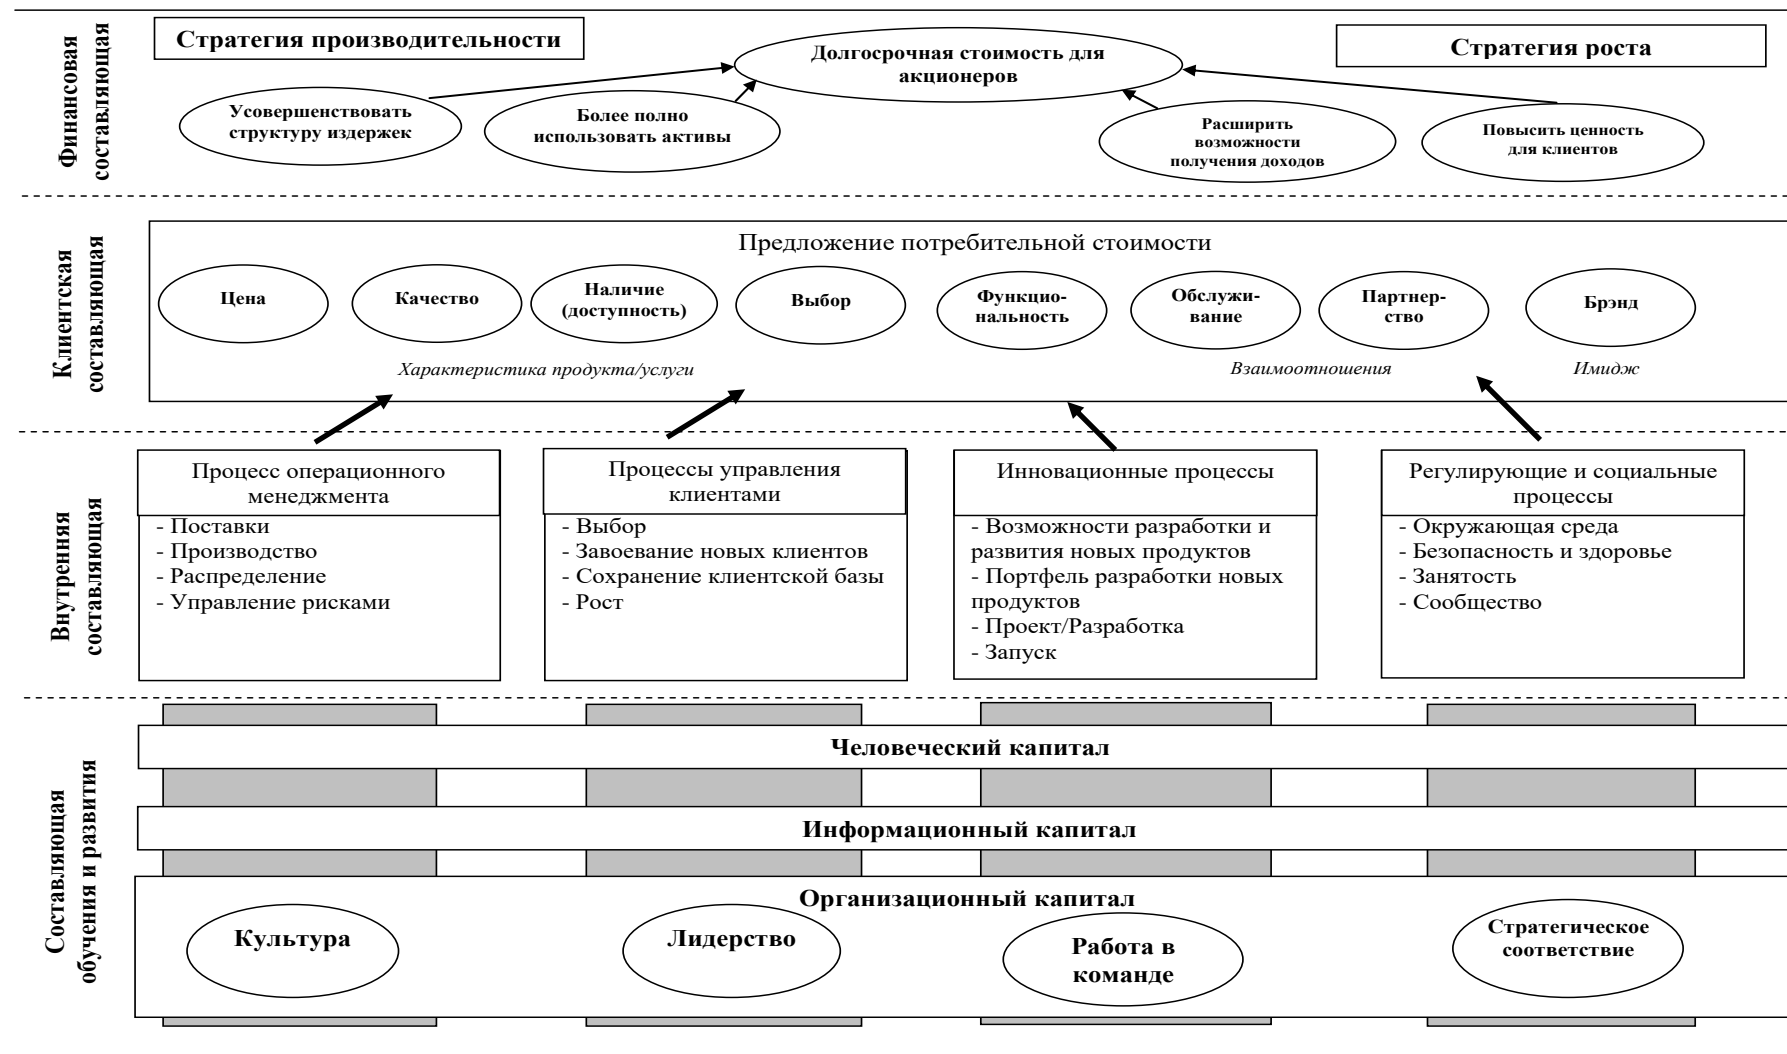 Финансовая
составляющая
Стратегия производительности
Долгосрочная стоимость для
акционеров
Стратегия роста
Усовершенствовать
структуру издержек
Более полно
использовать активы
Расширить
возможности
получения доходов
Повысить ценность
для клиентов
Клиентская
составляющая
Предложение потребительной стоимости
Цена
Качество
Наличие
(доступность)
Выбор
Функцио-
нальность
Обслужи-
вание
Партнер-
ство
Брэнд
Характеристика продукта/услуги
Взаимоотношения
Имидж
Внутренняя
составляющая
Процесс операционного
менеджмента
- Поставки
- Производство
- Распределение
- Управление рисками
Процессы управления
клиентами
- Выбор
- Завоевание новых клиентов
- Сохранение клиентской базы
- Рост
Инновационные процессы
- Возможности разработки и
развития новых продуктов
- Портфель разработки новых
продуктов
- Проект/Разработка
- Запуск
Регулирующие и социальные
процессы
- Окружающая среда
- Безопасность и здоровье
- Занятость
- Сообщество
Составляющая
обучения и развития
Человеческий капитал
Информационный капитал
Организационный капитал
Культура
Лидерство
Работа в
команде
Стратегическое
соответствие